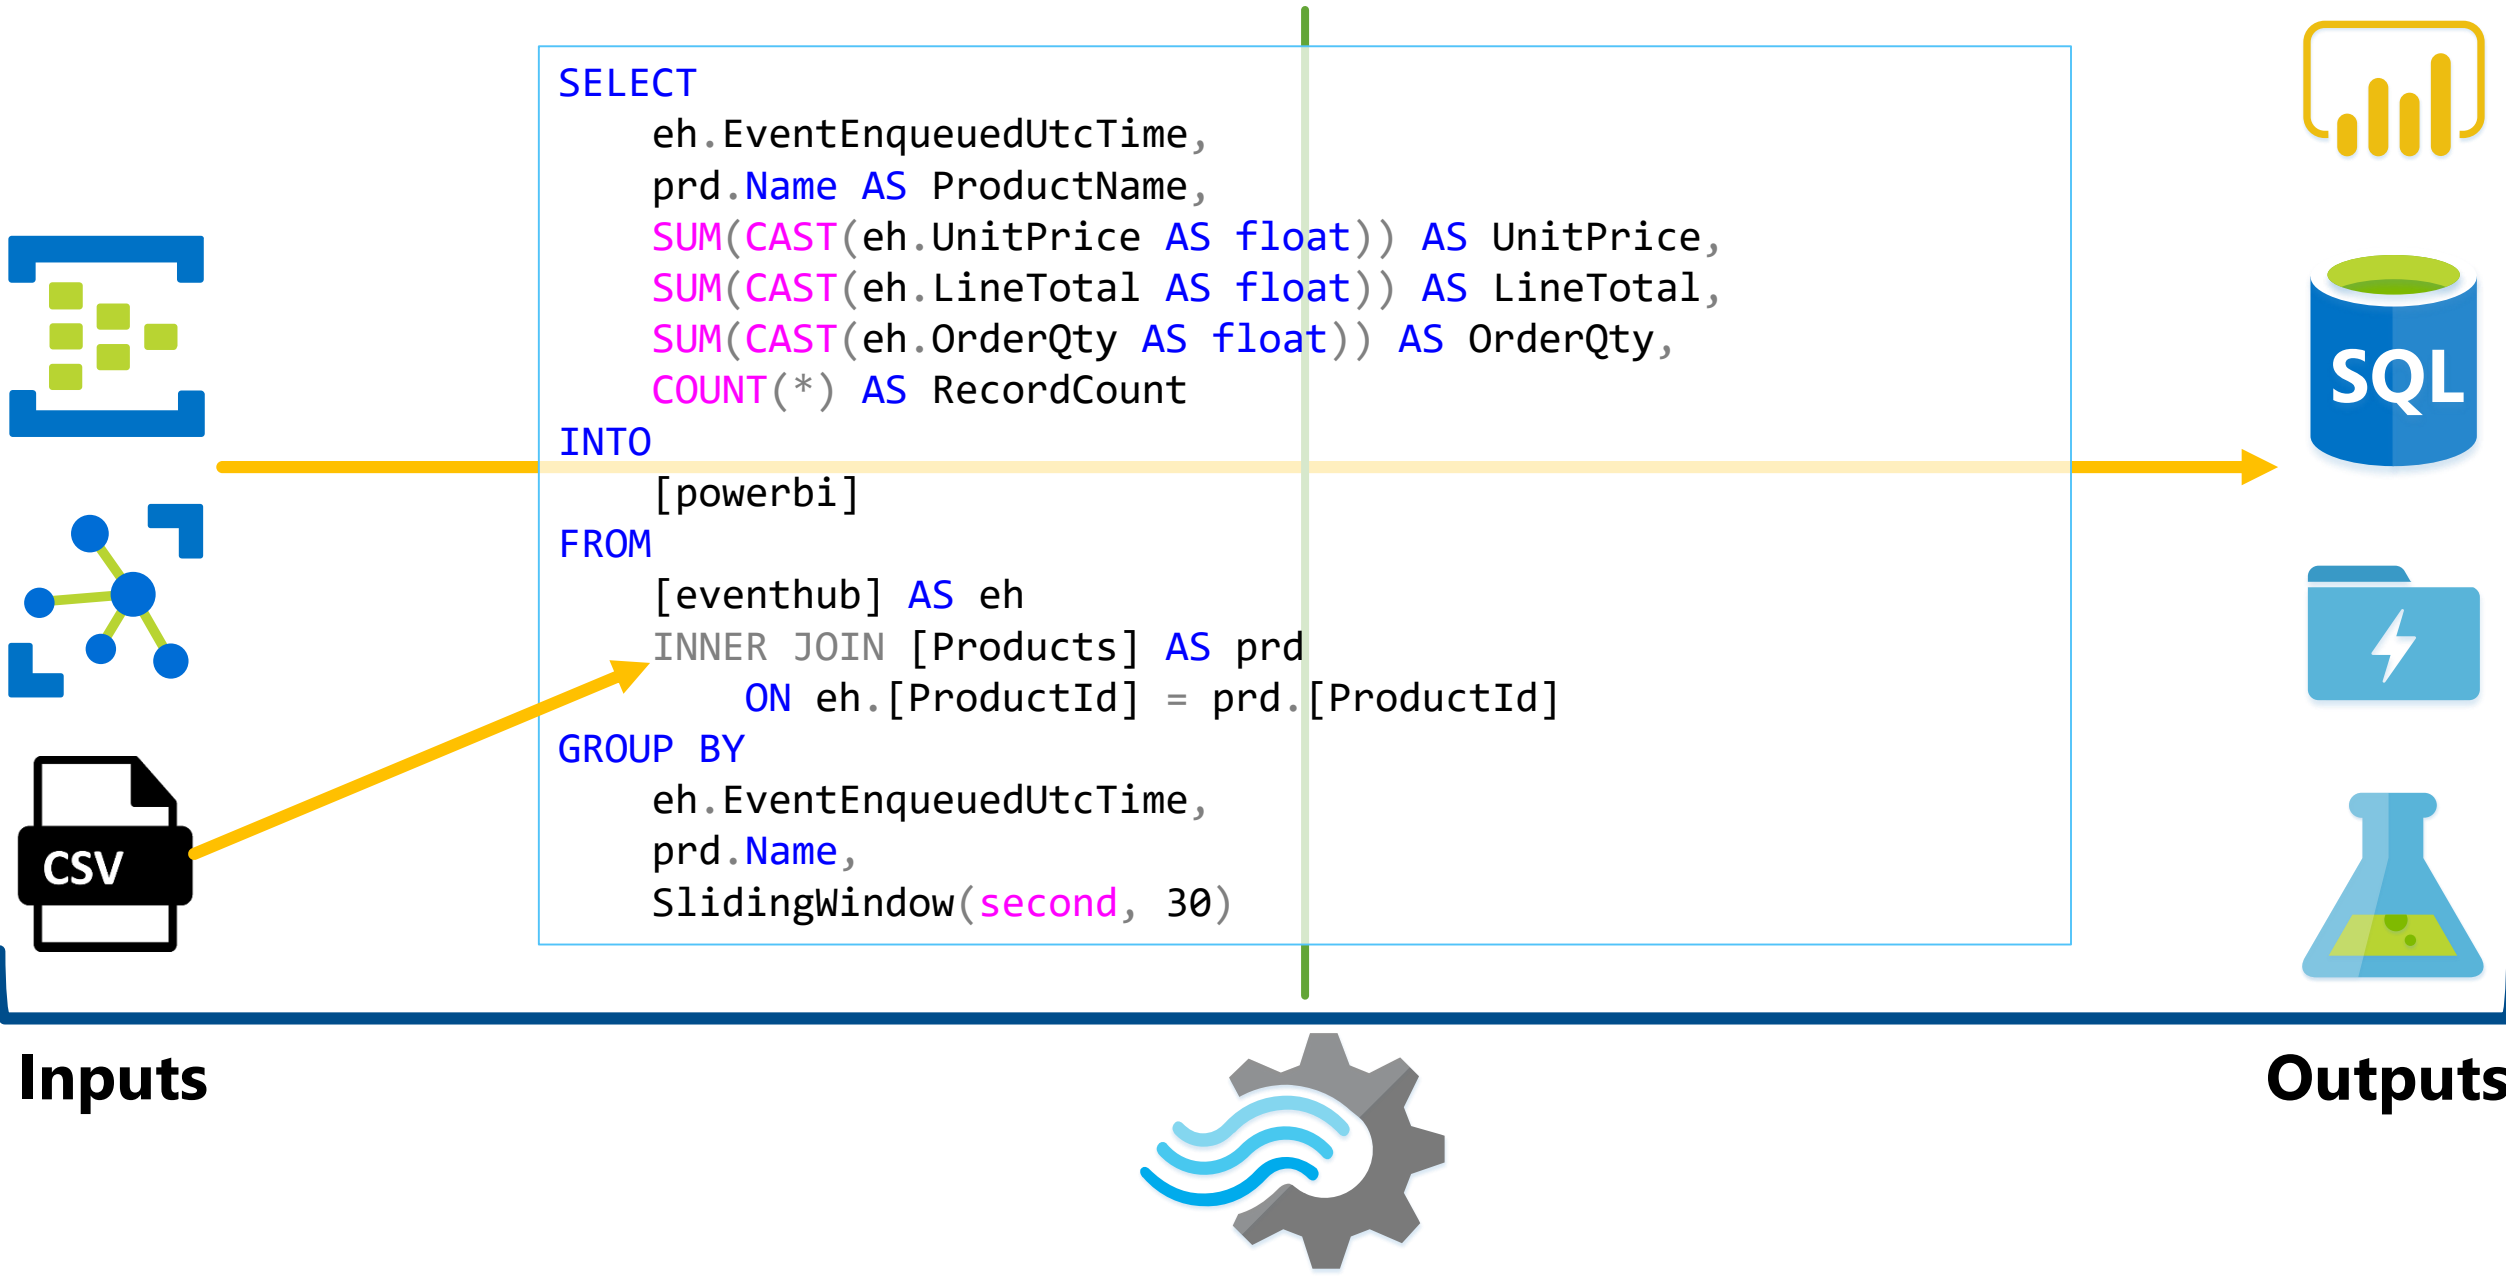 SELECT
eh.EventEnqueuedUtcTime,
prd.Name AS ProductName,
SUM(CAST(eh.UnitPrice AS float)) AS UnitPrice,
SUM(CAST(eh.LineTotal AS float)) AS LineTotal,
SUM(CAST(eh.OrderQty AS float)) AS OrderQty,
COUNT(*) AS RecordCount
INTO
[powerbi]
FROM
[eventhub] AS eh
INNER JOIN [Products] AS prd
ON eh.[ProductId] = prd.[ProductId]
GROUP BY
eh.EventEnqueuedUtcTime,
prd.Name,
SlidingWindow(second, 30)
CSV
SQL
Inputs
Outputs